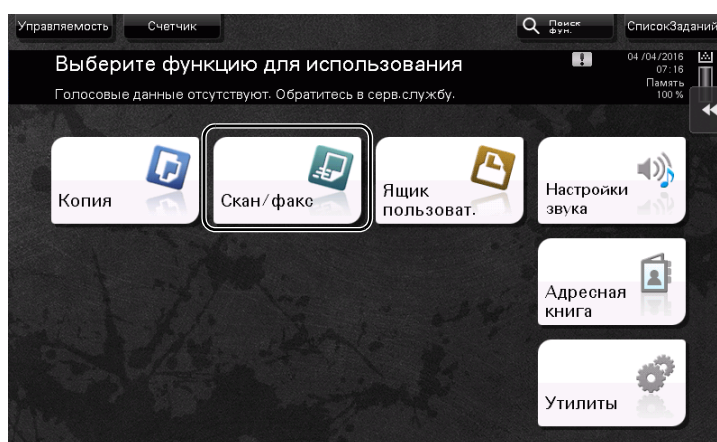 Управляемость
Счетчик
Поиск
фун.
СписокЗаданий
Выберите функцию для использования
04/04/2016
07:16
Память
100 %
Голосовые данные отсутствуют. Обратитесь в серв.службу.
Копия
Скан/факс
Ящик
пользоват.
Настройки
звука
Адресная
книга
Утилиты